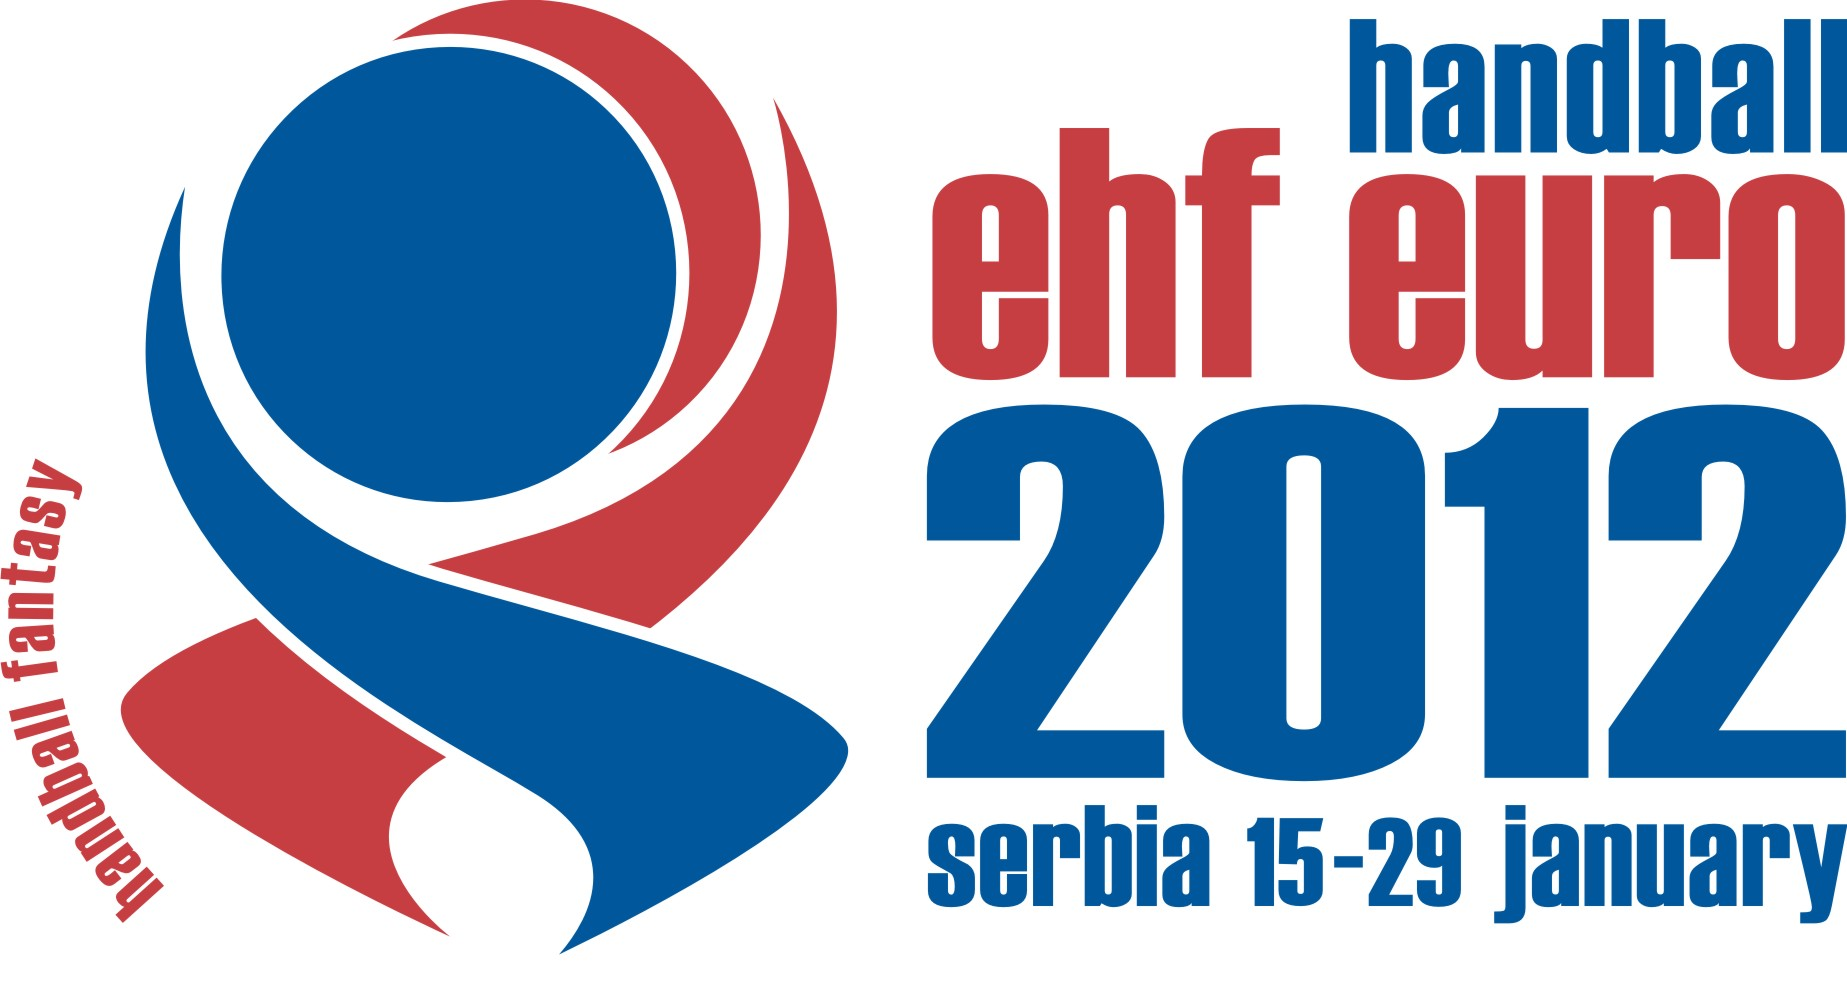 handball
ehf euro
2012
serbia 15-29 january
handball fantasy